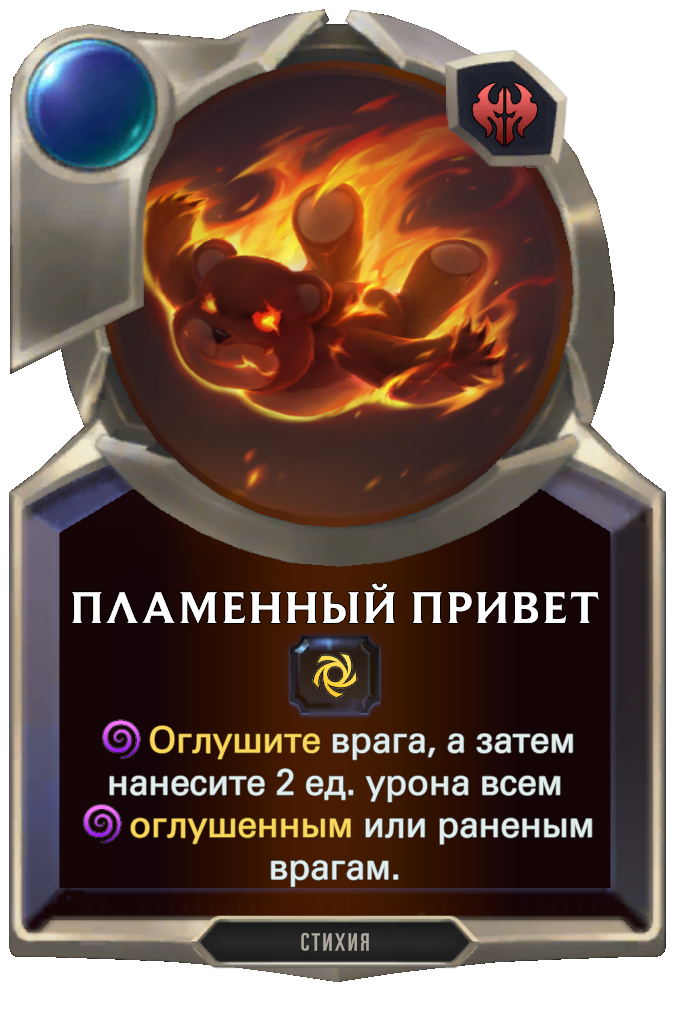 ПЛАМЕННЫЙ ПРИВЕТ
Оглушите врага, а затем
нанесите 2 ед. урона всем
оглушенным или раненым
врагам.
СТИХИЯ